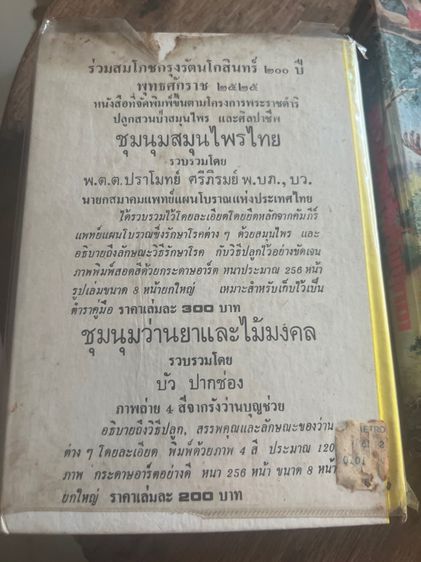 ร่วมสมโภชกรุงรัตนโกสินทร์ ๒๐๐ ปี
พุทธศักราช ๒๕๒๕
หนังสือที่จัดพิมพ์ขึ้นตามโครงการพระราชดำริ
ปลูกสวนป่าสมุนไพร และศิลปาชีพ
ชุมนุมสมุนไพรไทย
รวบรวมโดย
พ.ต.ต.ปราโมทย์ ศรีภิรมย์ พ.บภ., บว.
นายกสมาคมแพทย์แผนโบราณแห่งประเทศไทย
ได้รวบรวมไว้โดยละเอียดโดยยึดหลักจากคัมภีร์
แพทย์แผนโบราณซึ่งรักษาโรคต่าง ๆ ด้วยสมุนไพร และ
อธิบายถึงลักษณะวิธีรักษาโรค กับวิธีปลูกไว้อย่างชัดเจน
ภาพพิมพ์สอดสีด้วยกระดาษอาร์ต หนาประมาณ 256 หน้า
รูปเล่มขนาด 8 หน้ายกใหญ่ เหมาะสำหรับเก็บไว้เป็น
ตำราคู่มือ ราคาเล่มละ 300 บาท
ชุมนุมว่านยาและไม้มงคล
รวบรวมโดย
บัว ปากช่อง
ภาพถ่าย 4 สีจากรังว่านบุญช่วย
อธิบายถึงวิธีปลูก, สรรพคุณและลักษณะของว่าน
ต่าง ๆ โดยละเอียด พิมพ์ด้วยภาพ 4 สี ประมาณ 120
ภาพ กระดาษอาร์ตอย่างดี หนา 256 หน้า ขนาด 8 หน้า
ยกใหญ่ ราคาเล่มละ 200 บาท